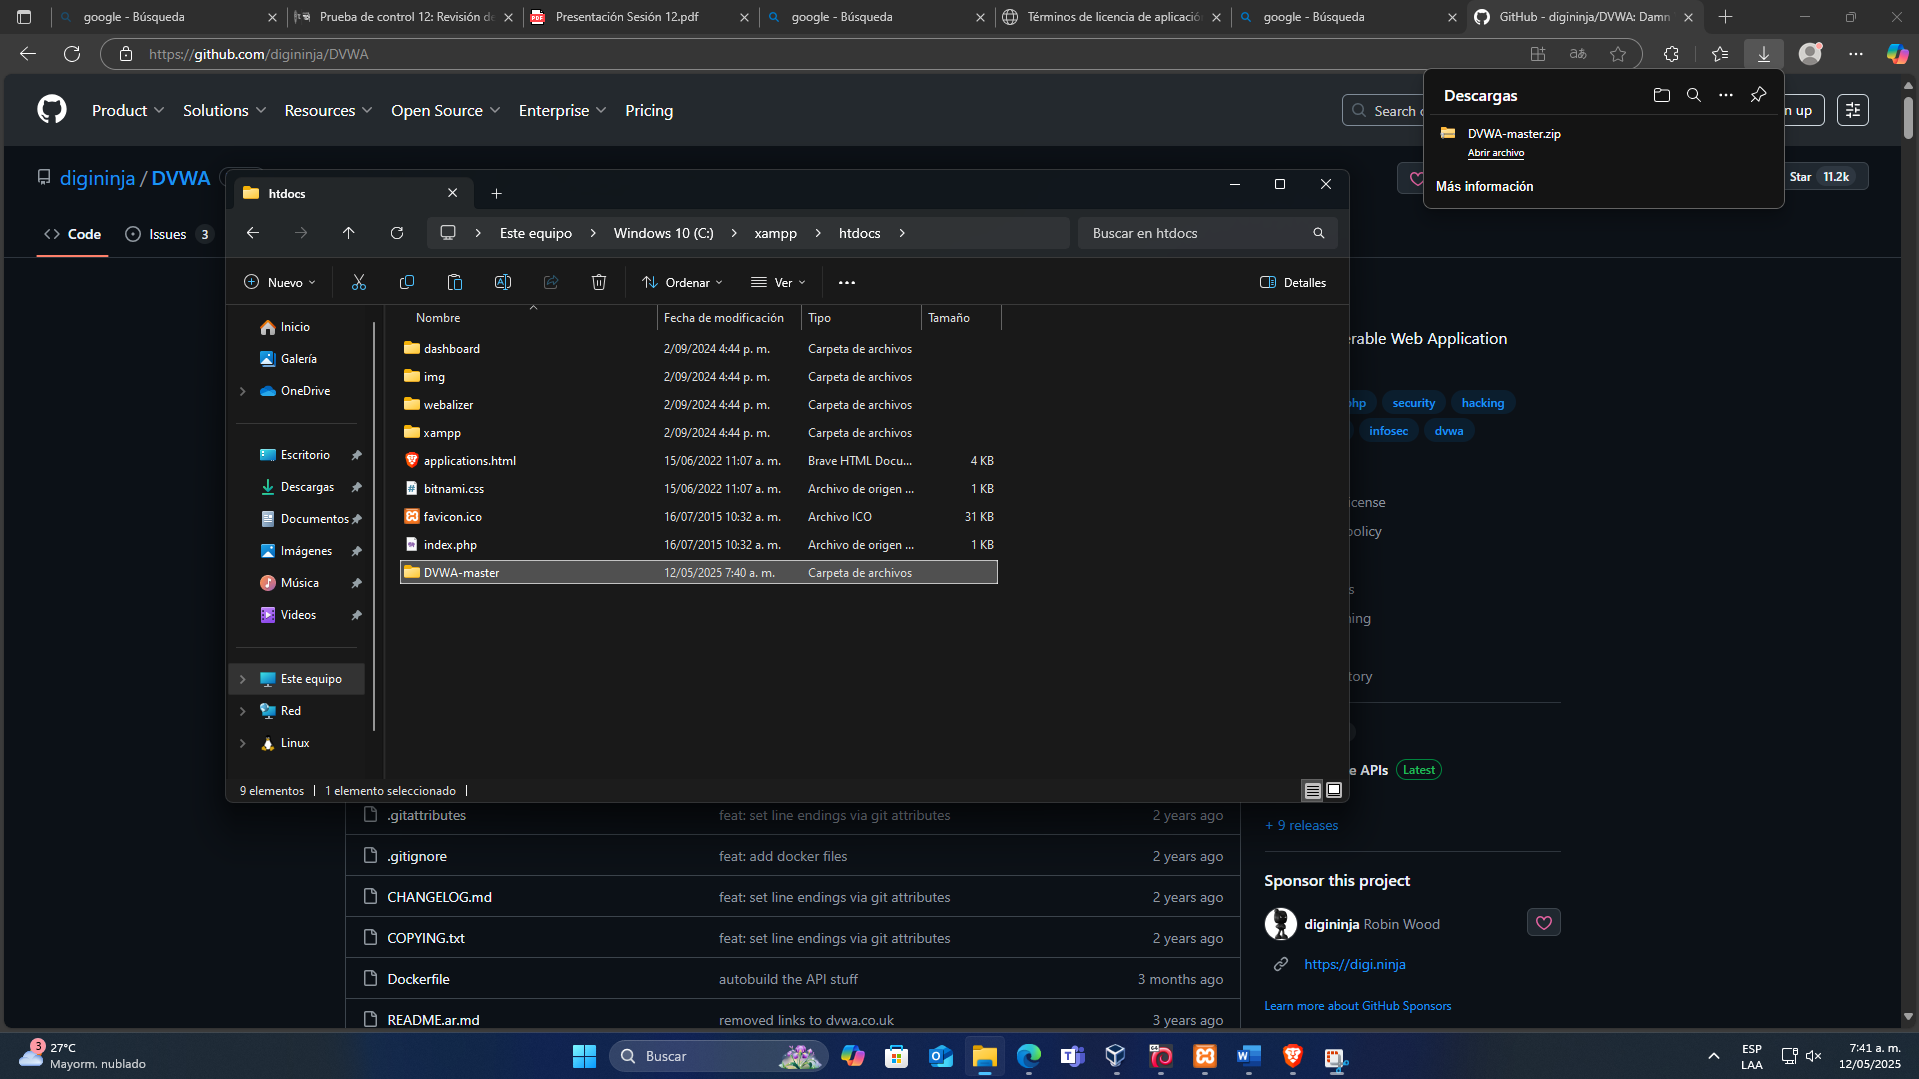 google - Búsqueda
Prueba de control 12: Revisión de
Presentación Sesión 12.pdf
google - Búsqueda
Términos de licencia de aplicació
google - Búsqueda
GitHub - digininja/DVWA: Damn
https://github.com/digininja/DVWA
Descargas
DVWA-master.zip
Abrir archivo
Más información
Product
Solutions
Resources
Open Source
Enterprise
Pricing
Search
n up
digininja / DVWA
Star 11.2k
Code
Issues 3
htdocs
Este equipo
Windows 10 (C:)
xampp
htdocs
Buscar en htdocs
Nuevo
Ordenar
Ver
Detalles
Nombre
Fecha de modificación
Tipo
Tamaño
Inicio
Galería
OneDrive
Escritorio
Descargas
Documentos
Imágenes
Música
Videos
Este equipo
Red
Linux
dashboard 2/09/2024 4:44 p. m. Carpeta de archivos
img 2/09/2024 4:44 p. m. Carpeta de archivos
webalizer 2/09/2024 4:44 p. m. Carpeta de archivos
xampp 2/09/2024 4:44 p. m. Carpeta de archivos
applications.html 15/06/2022 11:07 a. m. Brave HTML Docu... 4 KB
bitnami.css 15/06/2022 11:07 a. m. Archivo de origen ... 1 KB
favicon.ico 16/07/2015 10:32 a. m. Archivo ICO 31 KB
index.php 16/07/2015 10:32 a. m. Archivo de origen ... 1 KB
DVWA-master 12/05/2025 7:40 a. m. Carpeta de archivos
9 elementos
1 elemento seleccionado
erable Web Application
hp
security
hacking
infosec
dvwa
icense
policy
s
ing
tory
e APIs
Latest
+ 9 releases
.gitattributes feat: set line endings via git attributes 2 years ago
.gitignore feat: add docker files 2 years ago
CHANGELOG.md feat: set line endings via git attributes 2 years ago
COPYING.txt feat: set line endings via git attributes 2 years ago
Dockerfile autobuild the API stuff 3 months ago
README.ar.md removed links to dvwa.co.uk 3 years ago
Sponsor this project
digininja Robin Wood
https://digi.ninja
Learn more about GitHub Sponsors
3
27°C
Mayorm. nublado
Buscar
ESP
LAA
7:41 a. m.
12/05/2025